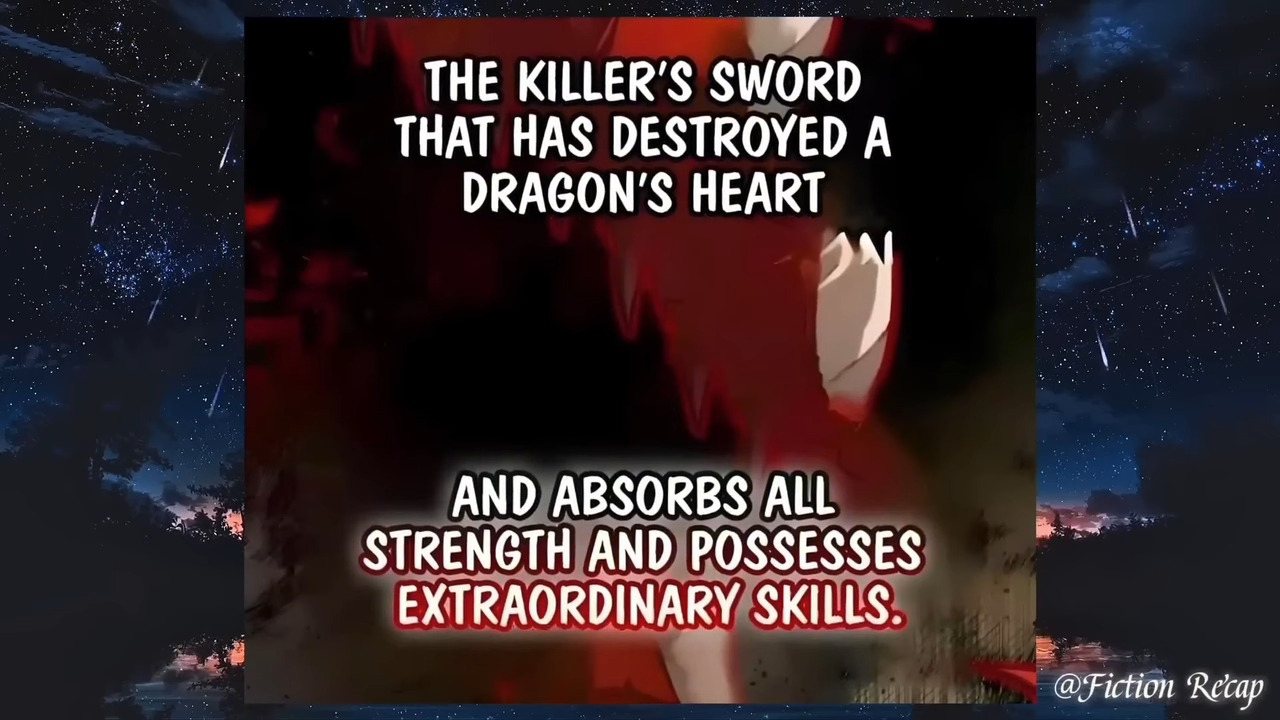 THE KILLER'S SWORD
THAT HAS DESTROYED A
DRAGON'S HEART
AND ABSORBS ALL
STRENGTH AND POSSESSES
EXTRAORDINARY SKILLS.
@Fiction Recap